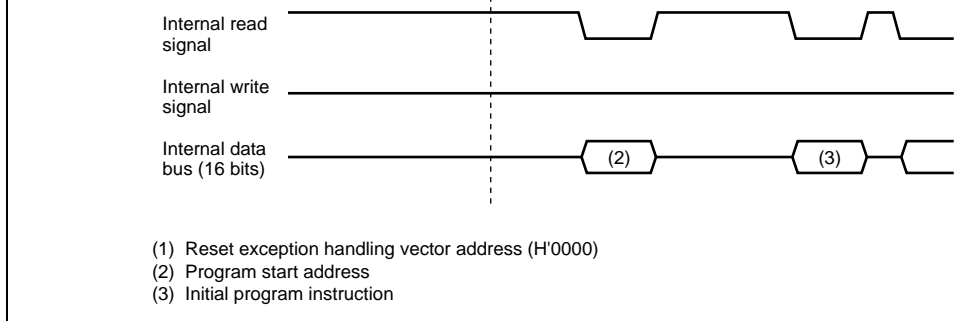 Internal read
signal
Internal write
signal
Internal data
bus (16 bits)
(2)
(3)
(1) Reset exception handling vector address (H'0000)
(2) Program start address
(3) Initial program instruction